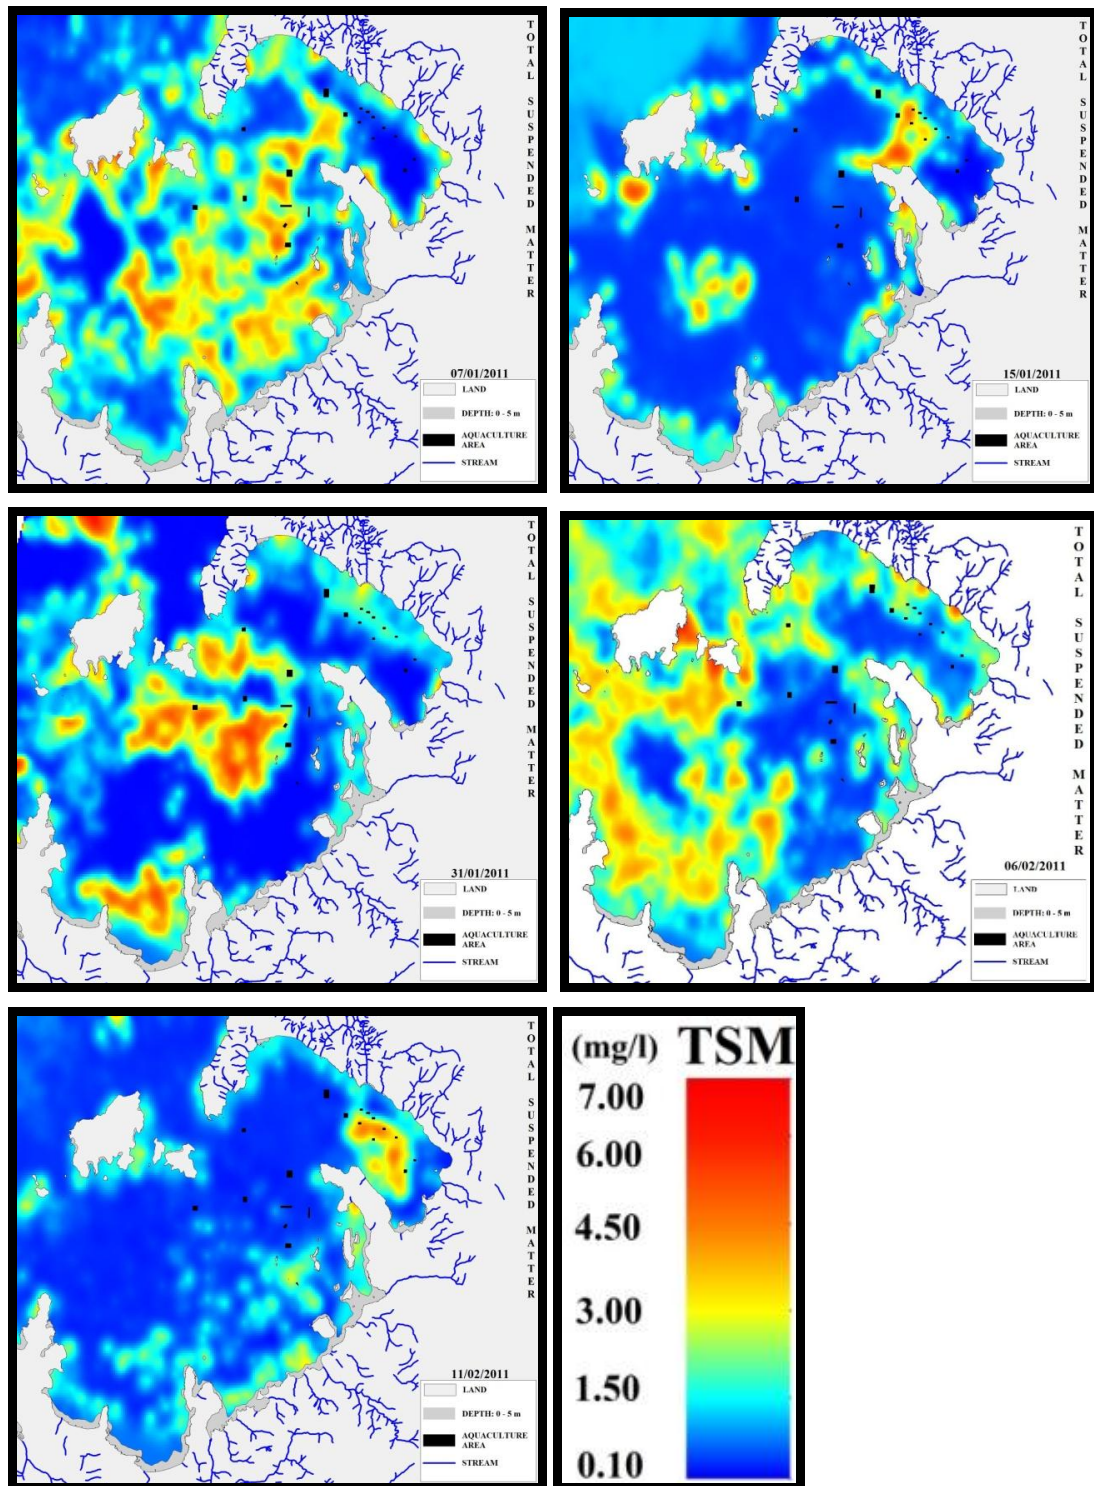 TOTAL SUSPENDED MATTER
07/01/2011
LAND
DEPTH: 0 - 5 m
AQUACULTURE
AREA
STREAM
TOTAL SUSPENDED MATTER
15/01/2011
LAND
DEPTH: 0 - 5 m
AQUACULTURE
AREA
STREAM
TOTAL SUSPENDED MATTER
31/01/2011
LAND
DEPTH: 0 - 5 m
AQUACULTURE
AREA
STREAM
TOTAL SUSPENDED MATTER
06/02/2011
LAND
DEPTH: 0 - 5 m
AQUACULTURE
AREA
STREAM
TOTAL SUSPENDED MATTER
11/02/2011
LAND
DEPTH: 0 - 5 m
AQUACULTURE
AREA
STREAM
(mg/l) TSM
7.00
6.00
4.50
3.00
1.50
0.10